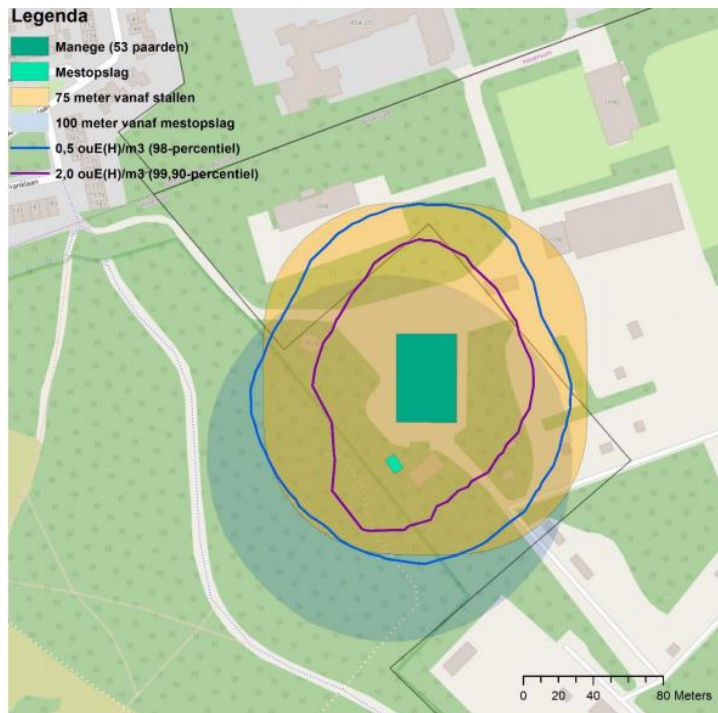 Legenda
Manege (53 paarden)
Mestopslag
75 meter vanaf stallen
100 meter vanaf mestopslag
0,5 ouE(H)/m3 (98-percentiel)
2,0 ouE(H)/m3 (99,90-percentiel)
Hilversum
0 20 40 80 Meters